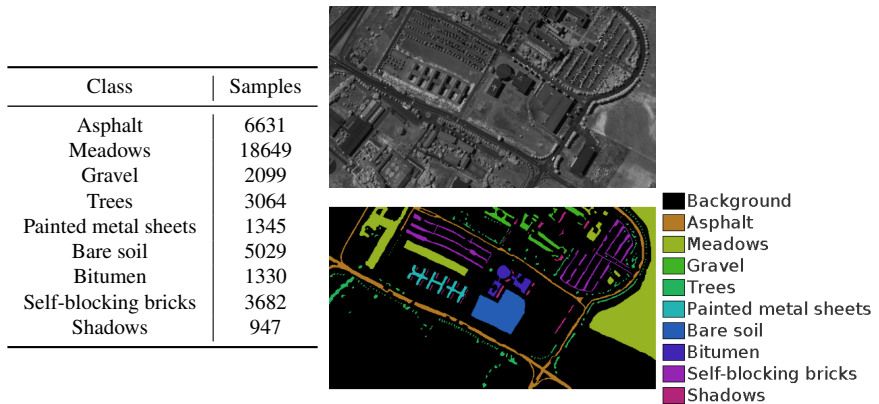 Class Samples
Asphalt 6631
Meadows 18649
Gravel 2099
Trees 3064
Painted metal sheets 1345
Bare soil 5029
Bitumen 1330
Self-blocking bricks 3682
Shadows 947
Background
Asphalt
Meadows
Gravel
Trees
Painted metal sheets
Bare soil
Bitumen
Self-blocking bricks
Shadows